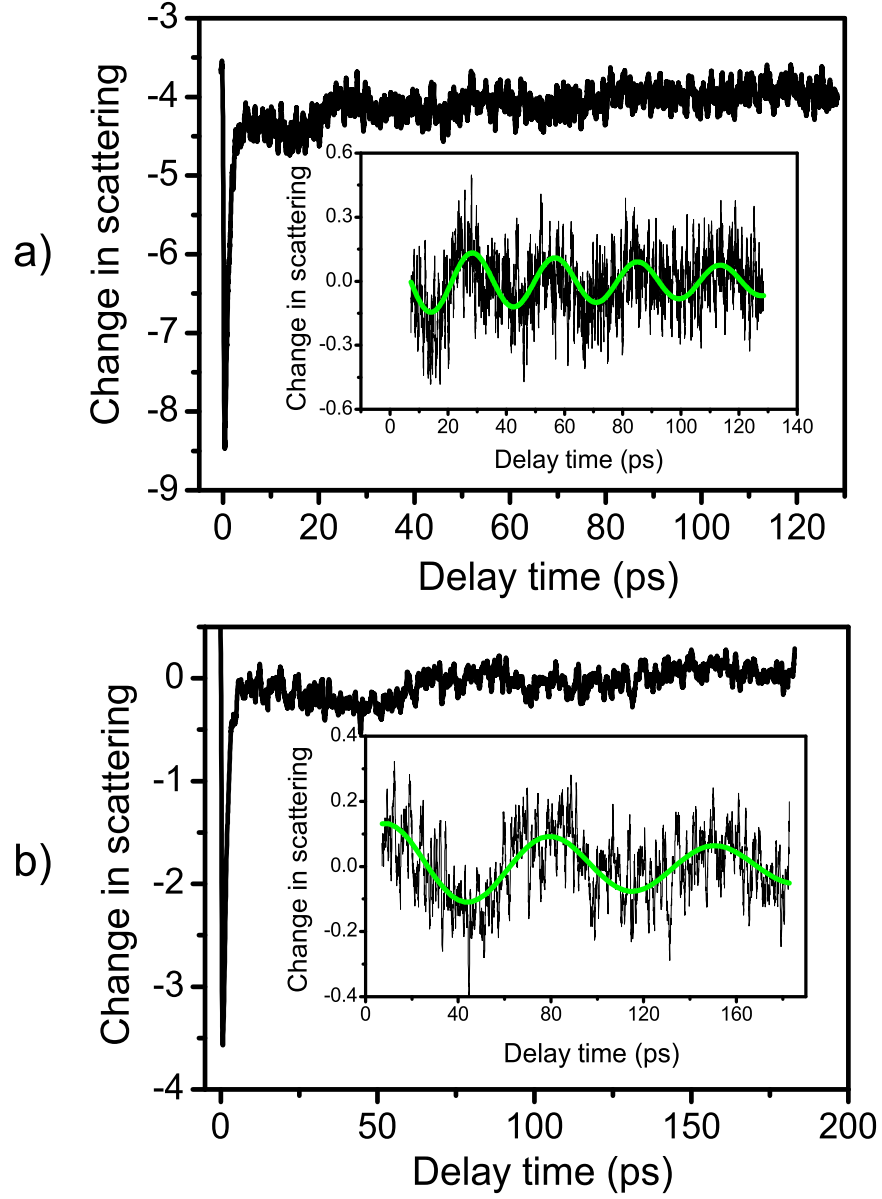 a)
Change in scattering
-3
-4
-5
-6
-7
-8
-9
0 20 40 60 80 100 120
Delay time (ps)
Change in scattering
0.6
0.3
0.0
-0.3
-0.6
0 20 40 60 80 100 120 140
Delay time (ps)
b)
Change in scattering
0
-1
-2
-3
-4
0 50 100 150 200
Delay time (ps)
Change in scattering
0.4
0.2
0.0
-0.2
-0.4
0 40 80 120 160
Delay time (ps)